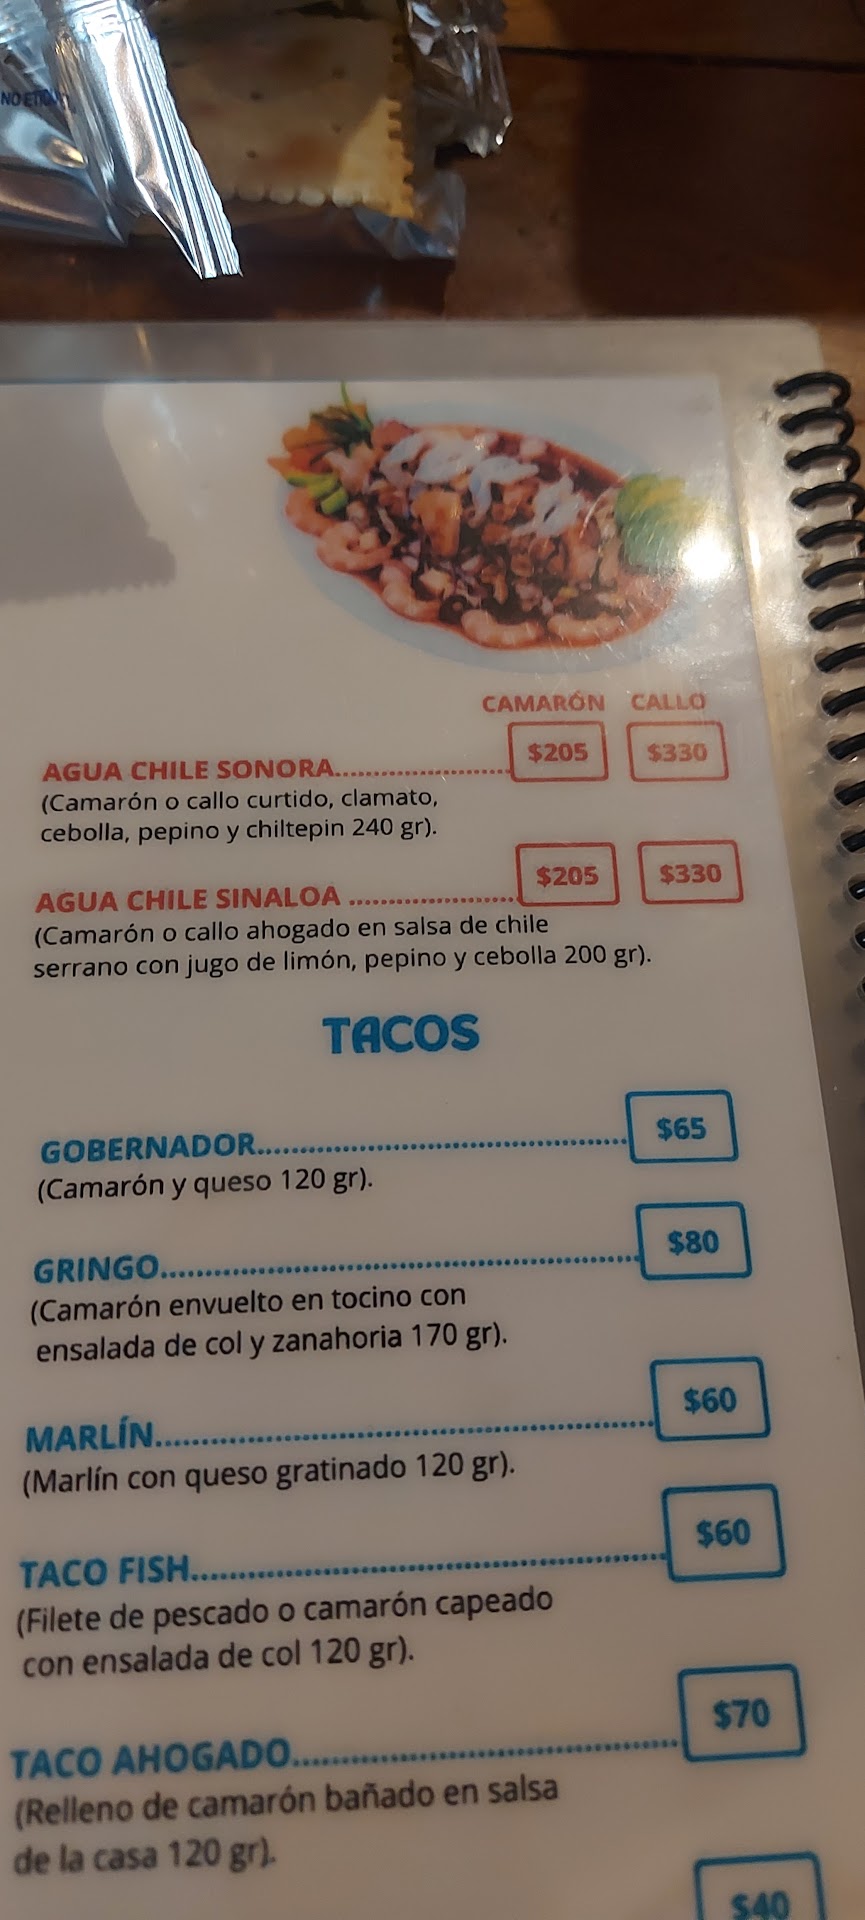 NO ETIQU
CAMARÓN CALLO
AGUA CHILE SONORA.................... $205 $330
(Camarón o callo curtido, clamato,
cebolla, pepino y chiltepin 240 gr).
AGUA CHILE SINALOA .................... $205 $330
(Camarón o callo ahogado en salsa de chile
serrano con jugo de limón, pepino y cebolla 200 gr).
TACOS
GOBERNADOR.................... $65
(Camarón y queso 120 gr).
GRINGO.................... $80
(Camarón envuelto en tocino con
ensalada de col y zanahoria 170 gr).
MARLÍN.................... $60
(Marlín con queso gratinado 120 gr).
TACO FISH.................... $60
(Filete de pescado o camarón capeado
con ensalada de col 120 gr).
TACO AHOGADO.................... $70
(Relleno de camarón bañado en salsa
de la casa 120 gr).
$40